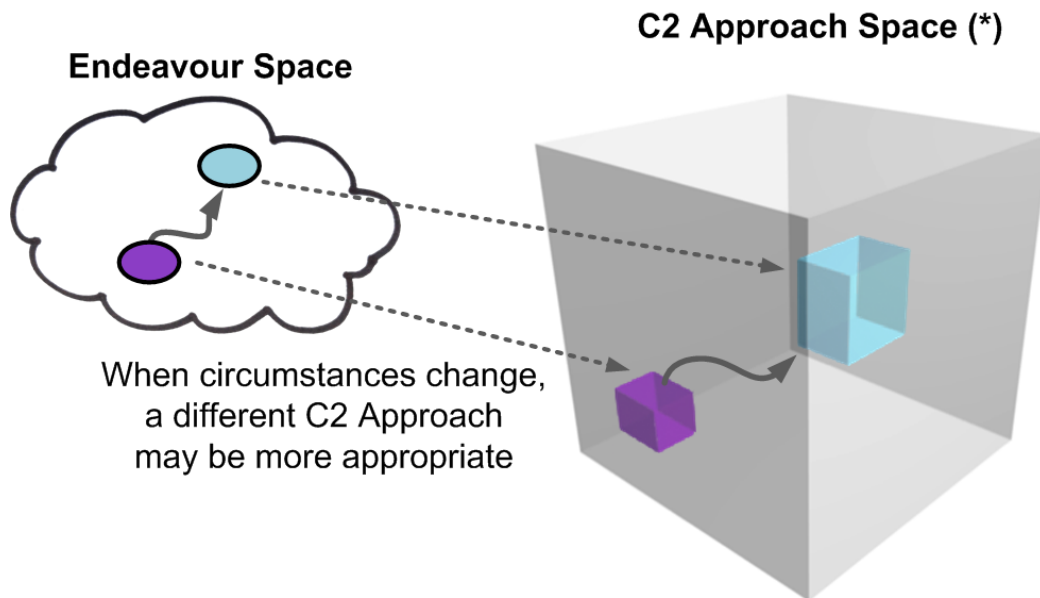 C2 Approach Space (*)
Endeavour Space
When circumstances change,
a different C2 Approach
may be more appropriate